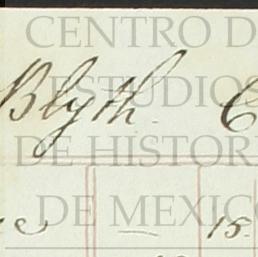 CENTRO D
Blyth C
ESTUDIOS
DE HISTOR
DE MEXIC
15.